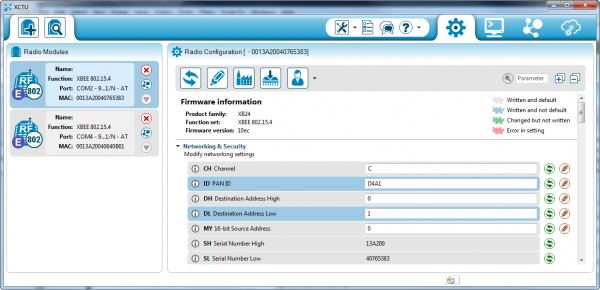 XCTU
Radio Modules
Name:
Function: XBEE 802.15.4
Port: COM2 - 9...1/N - AT
MAC: 0013A20040765383
RF
E 802
Name:
Function: XBEE 802.15.4
Port: COM4 - 9...1/N - AT
MAC: 0013A20040640B61
RF
E 802
Radio Configuration [ - 0013A20040765383]
Parameter
Firmware information
Product family: XB24
Function set: XBEE 802.15.4
Firmware version: 10ec
Written and default
Written and not default
Changed but not written
Error in setting
Networking & Security
Modify networking settings
CH Channel C
ID PAN ID D4A1
DH Destination Address High 0
DL Destination Address Low 1
MY 16-bit Source Address 0
SH Serial Number High 13A200
SL Serial Number Low 40765383